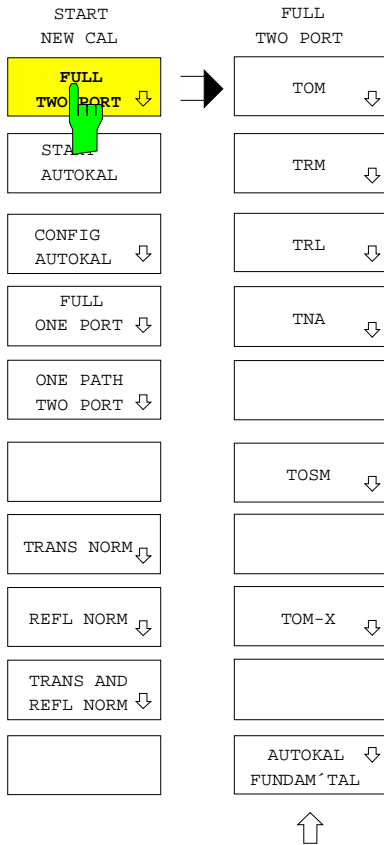 START
NEW CAL
FULL
TWO PORT
START
AUTOKAL
CONFIG
AUTOKAL
FULL
ONE PORT
ONE PATH
TWO PORT
TRANS NORM
REFL NORM
TRANS AND
REFL NORM
FULL
TWO PORT
TOM
TRM
TRL
TNA
TOSM
TOM-X
AUTOKAL
FUNDAM´TAL